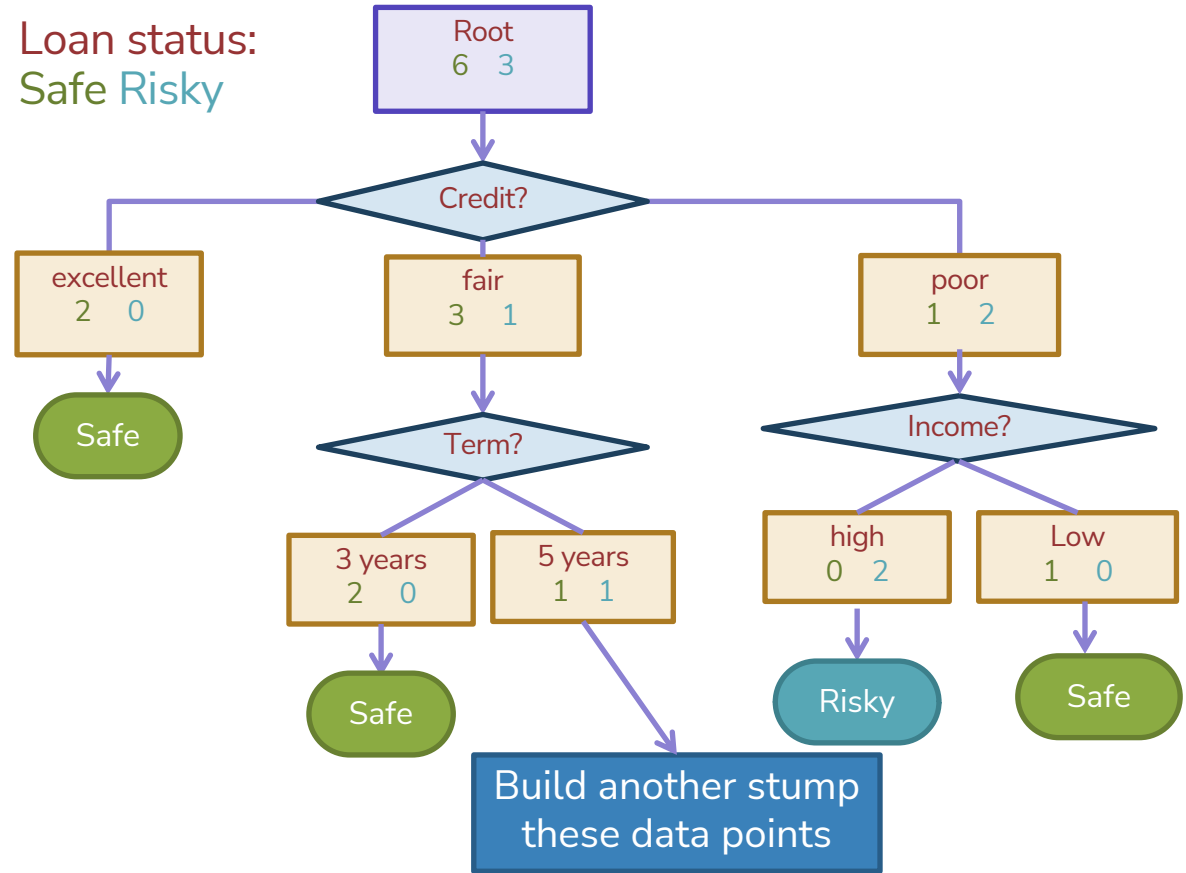 Loan status:
Safe Risky
Root
6 3
Credit?
excellent
2 0
fair
3 1
poor
1 2
Safe
Term?
Income?
3 years
2 0
5 years
1 1
high
0 2
Low
1 0
Safe
Risky
Safe
Build another stump
these data points